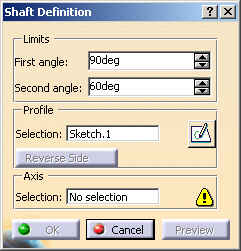 Shaft Definition
Limits
First angle: 90deg
Second angle: 60deg
Profile
Selection: Sketch.1
Reverse Side
Axis
Selection: No selection
OK Cancel Preview